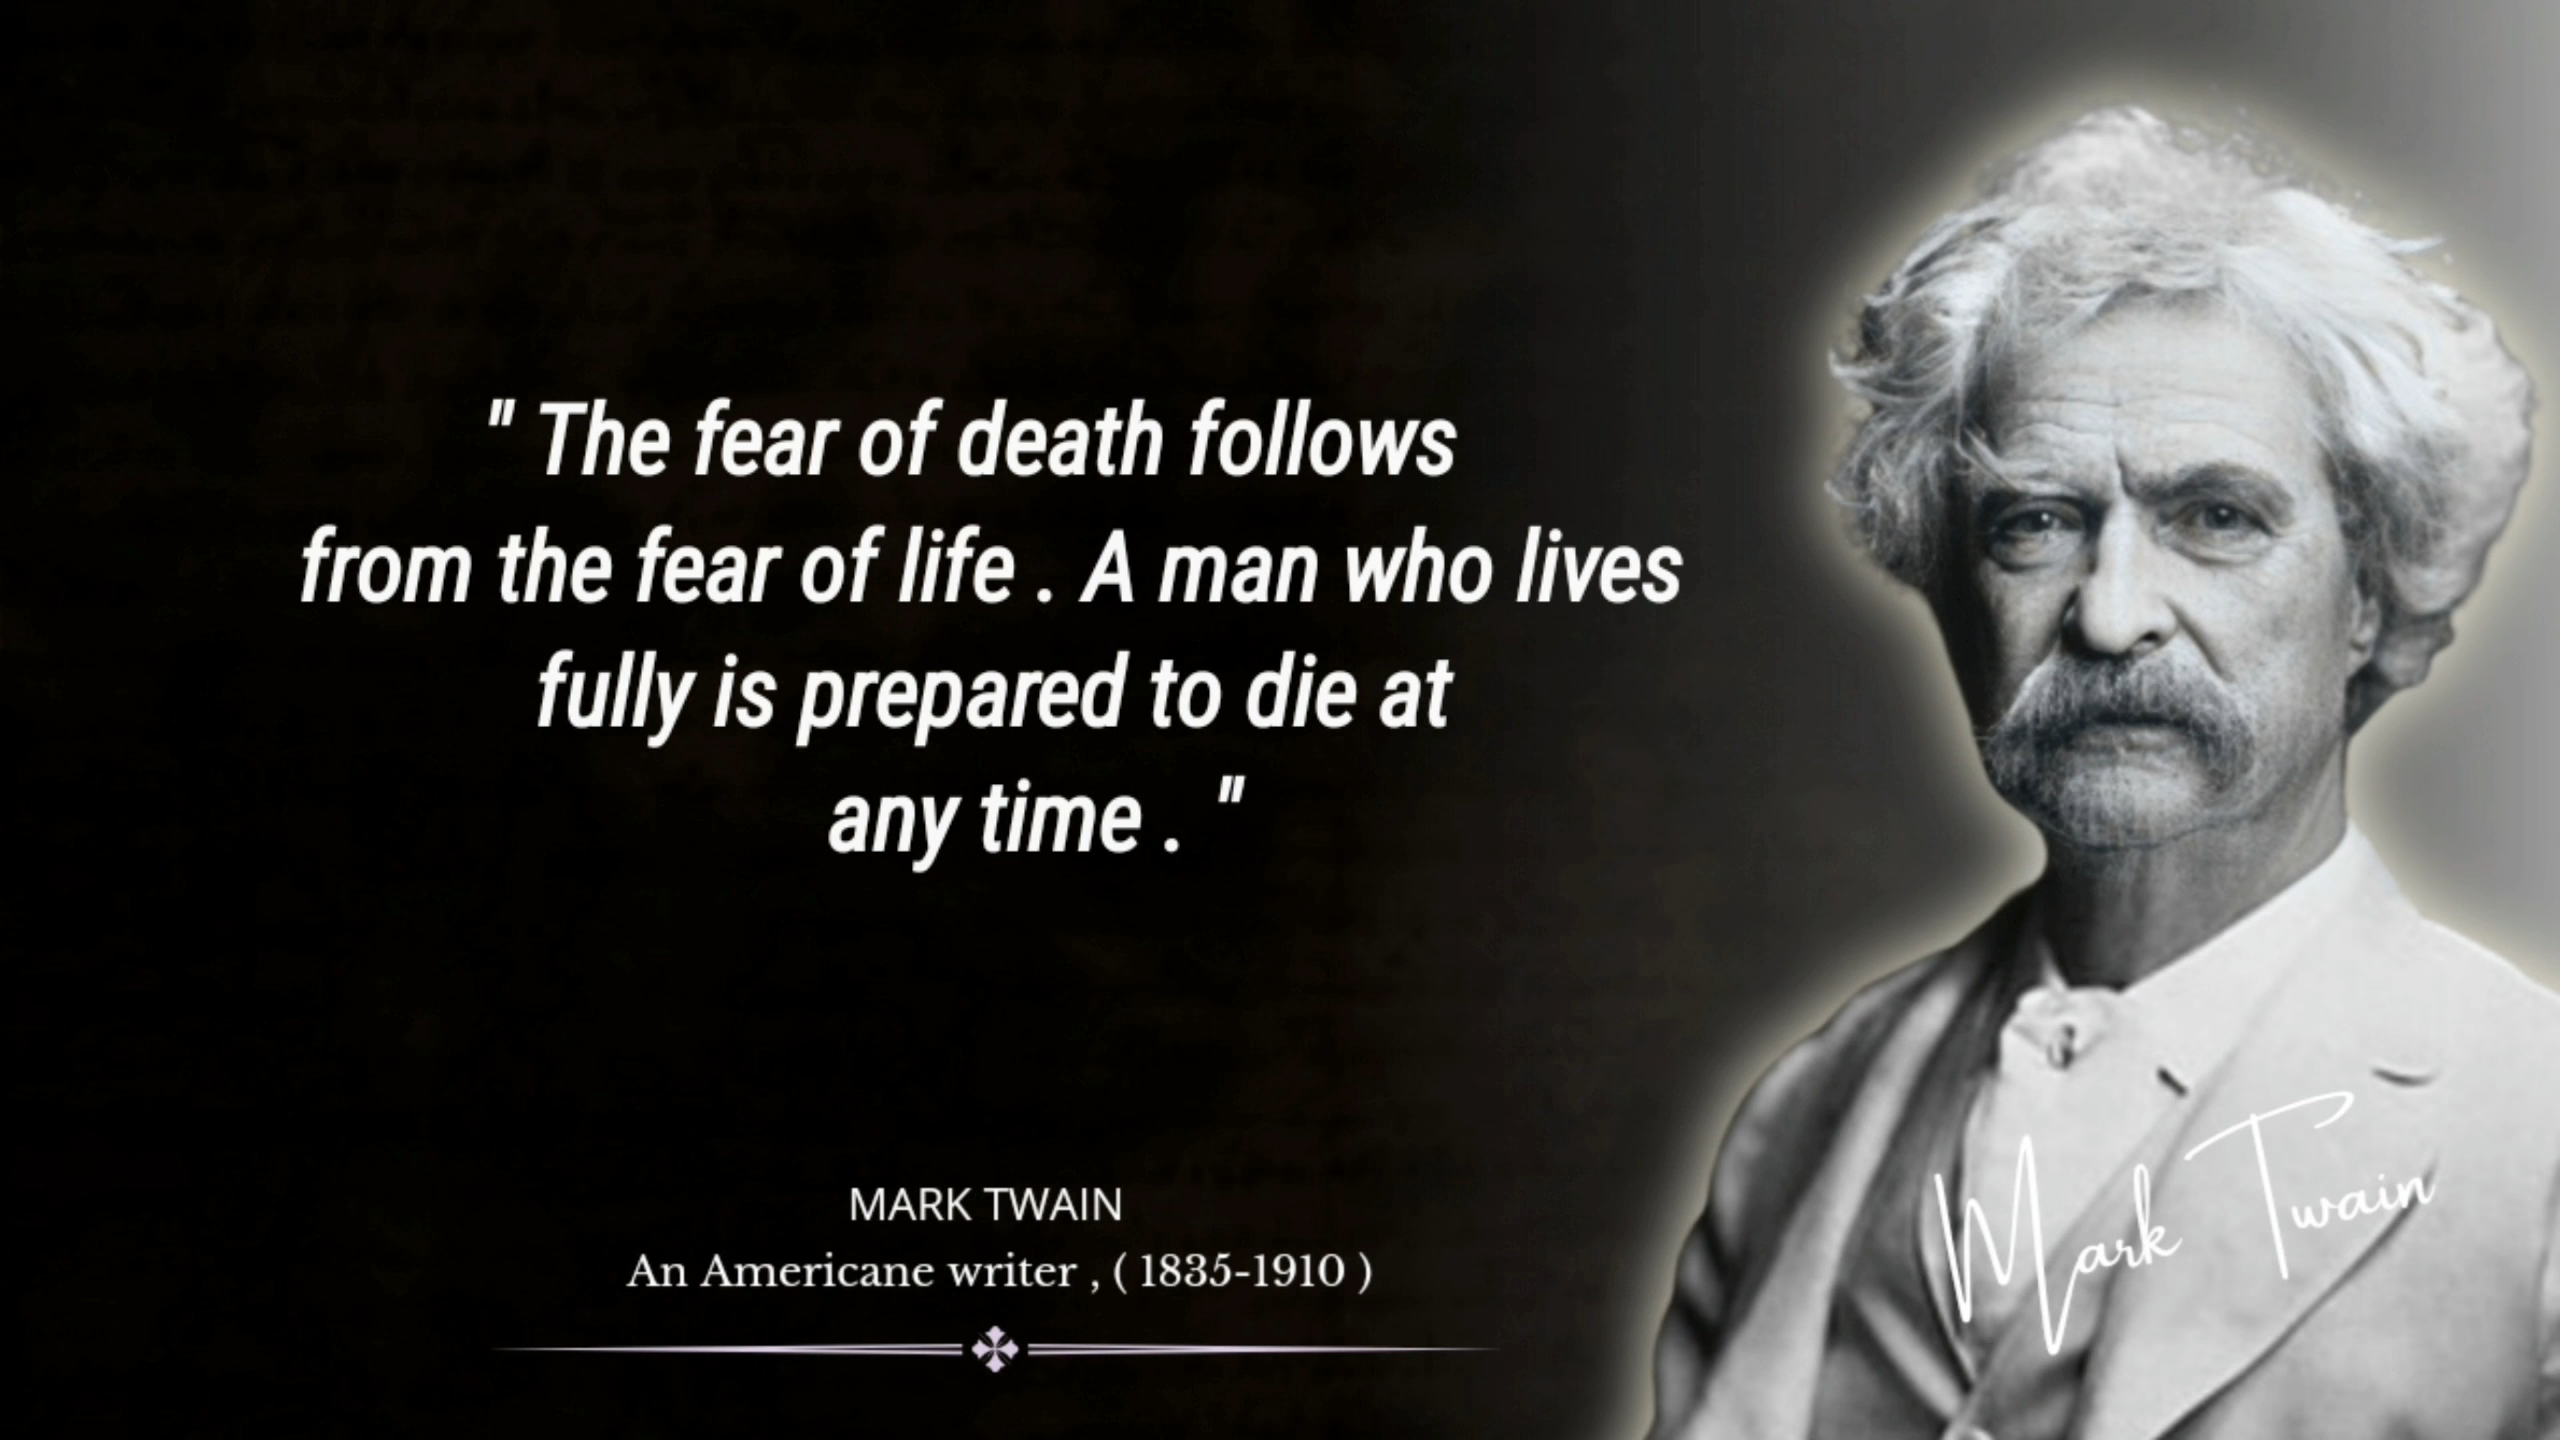 " The fear of death follows
from the fear of life . A man who lives
fully is prepared to die at
any time . "
MARK TWAIN
An Americane writer , ( 1835-1910 )
Mark Twain